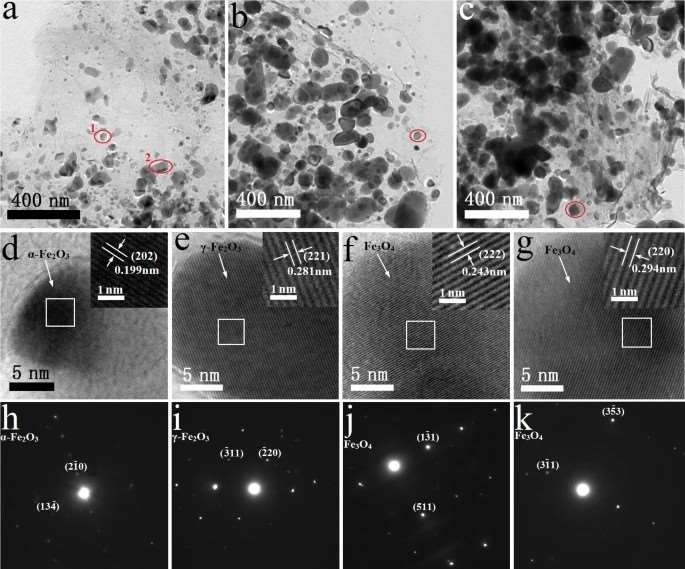 a
b
c
1
2
400 nm
400 nm
400 nm
d
α-Fe₂O₃
(202)
0.199nm
1 nm
5 nm
e
γ-Fe₂O₃
(221)
0.281nm
1 nm
5 nm
f
Fe₃O₄
(222)
0.243nm
1 nm
5 nm
g
Fe₃O₄
(220)
0.294nm
1 nm
5 nm
h
α-Fe₂O₃
(2̄10)
(134̄)
i
γ-Fe₂O₃
(3̄11)
(2̄20)
j
Fe₃O₄
(13̄1)
(511)
k
Fe₃O₄
(35̄3)
(31̄1)